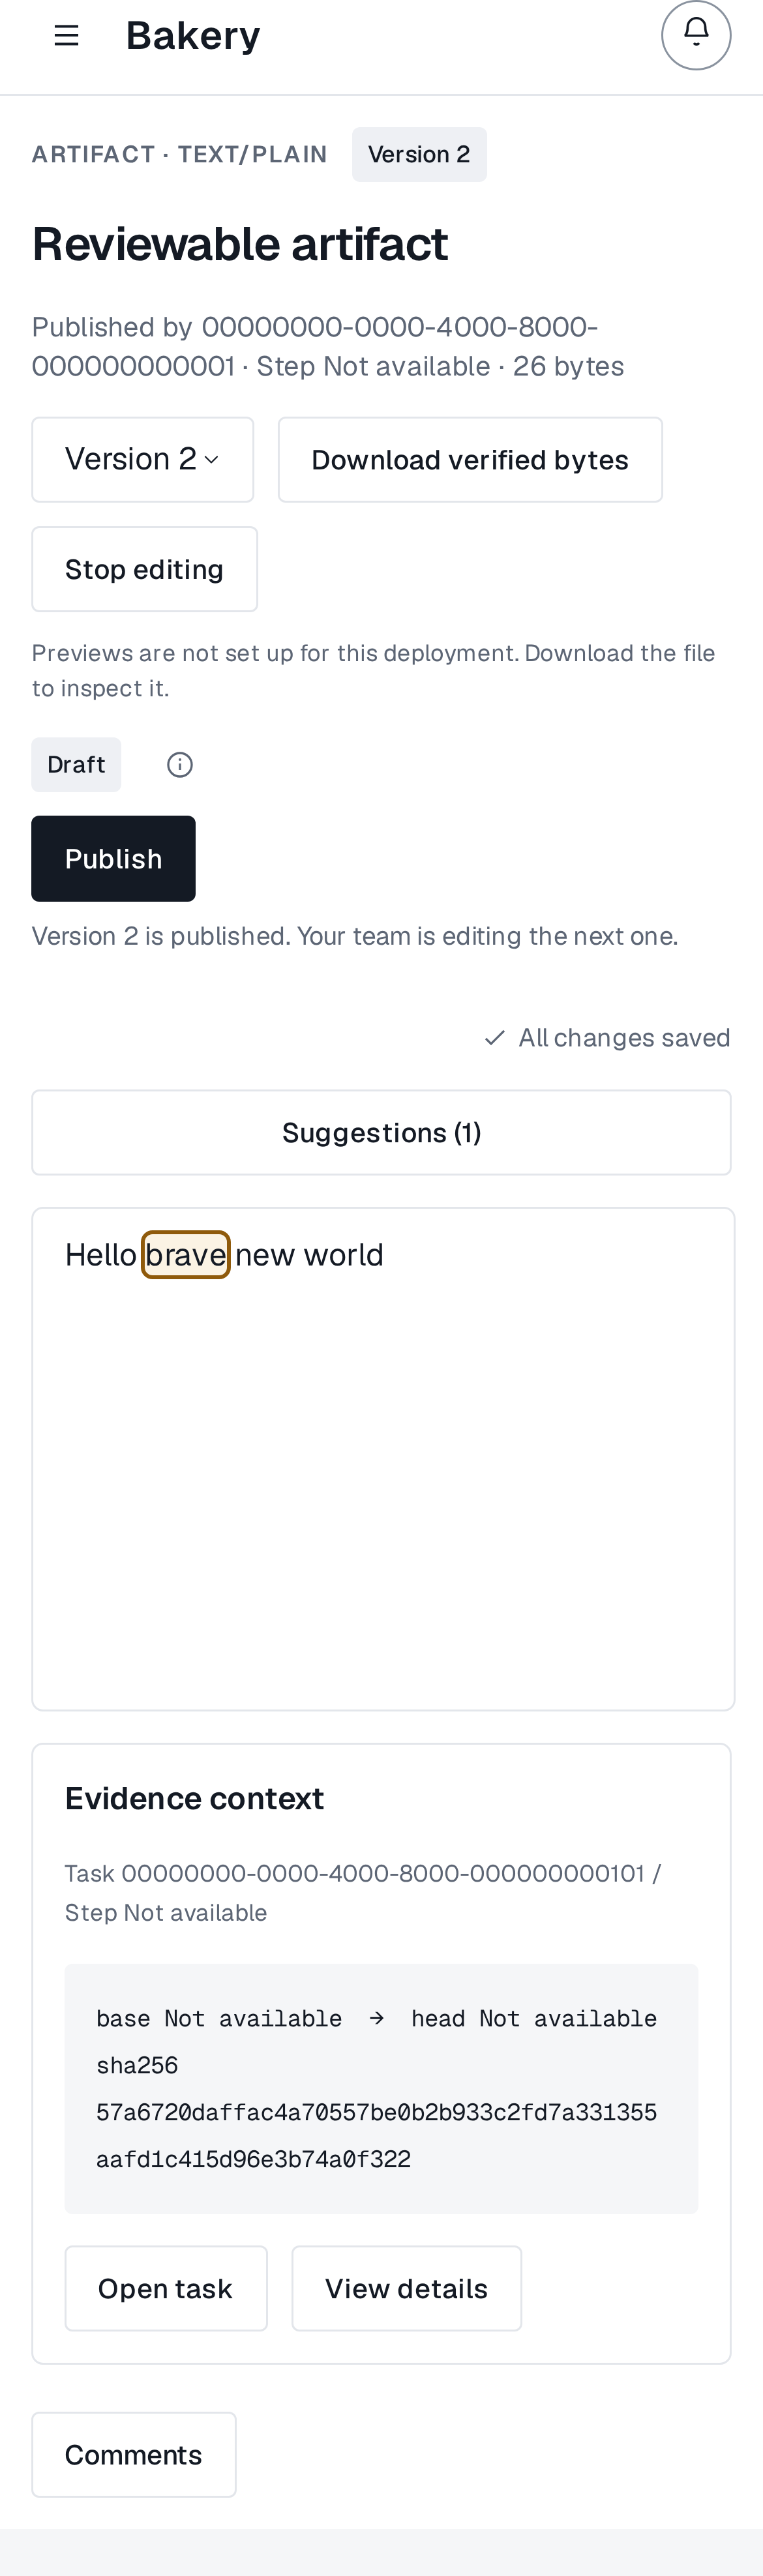 Bakery
ARTIFACT · TEXT/PLAIN Version 2
Reviewable artifact
Published by 00000000-0000-4000-8000-
000000000001 · Step Not available · 26 bytes
Version 2 Download verified bytes
Stop editing
Previews are not set up for this deployment. Download the file
to inspect it.
Draft
Publish
Version 2 is published. Your team is editing the next one.
All changes saved
Suggestions (1)
Hello brave new world
Evidence context
Task 00000000-0000-4000-8000-000000000101 /
Step Not available
base Not available → head Not available
sha256
57a6720daffac4a70557be0b2b933c2fd7a331355
aafd1c415d96e3b74a0f322
Open task View details
Comments